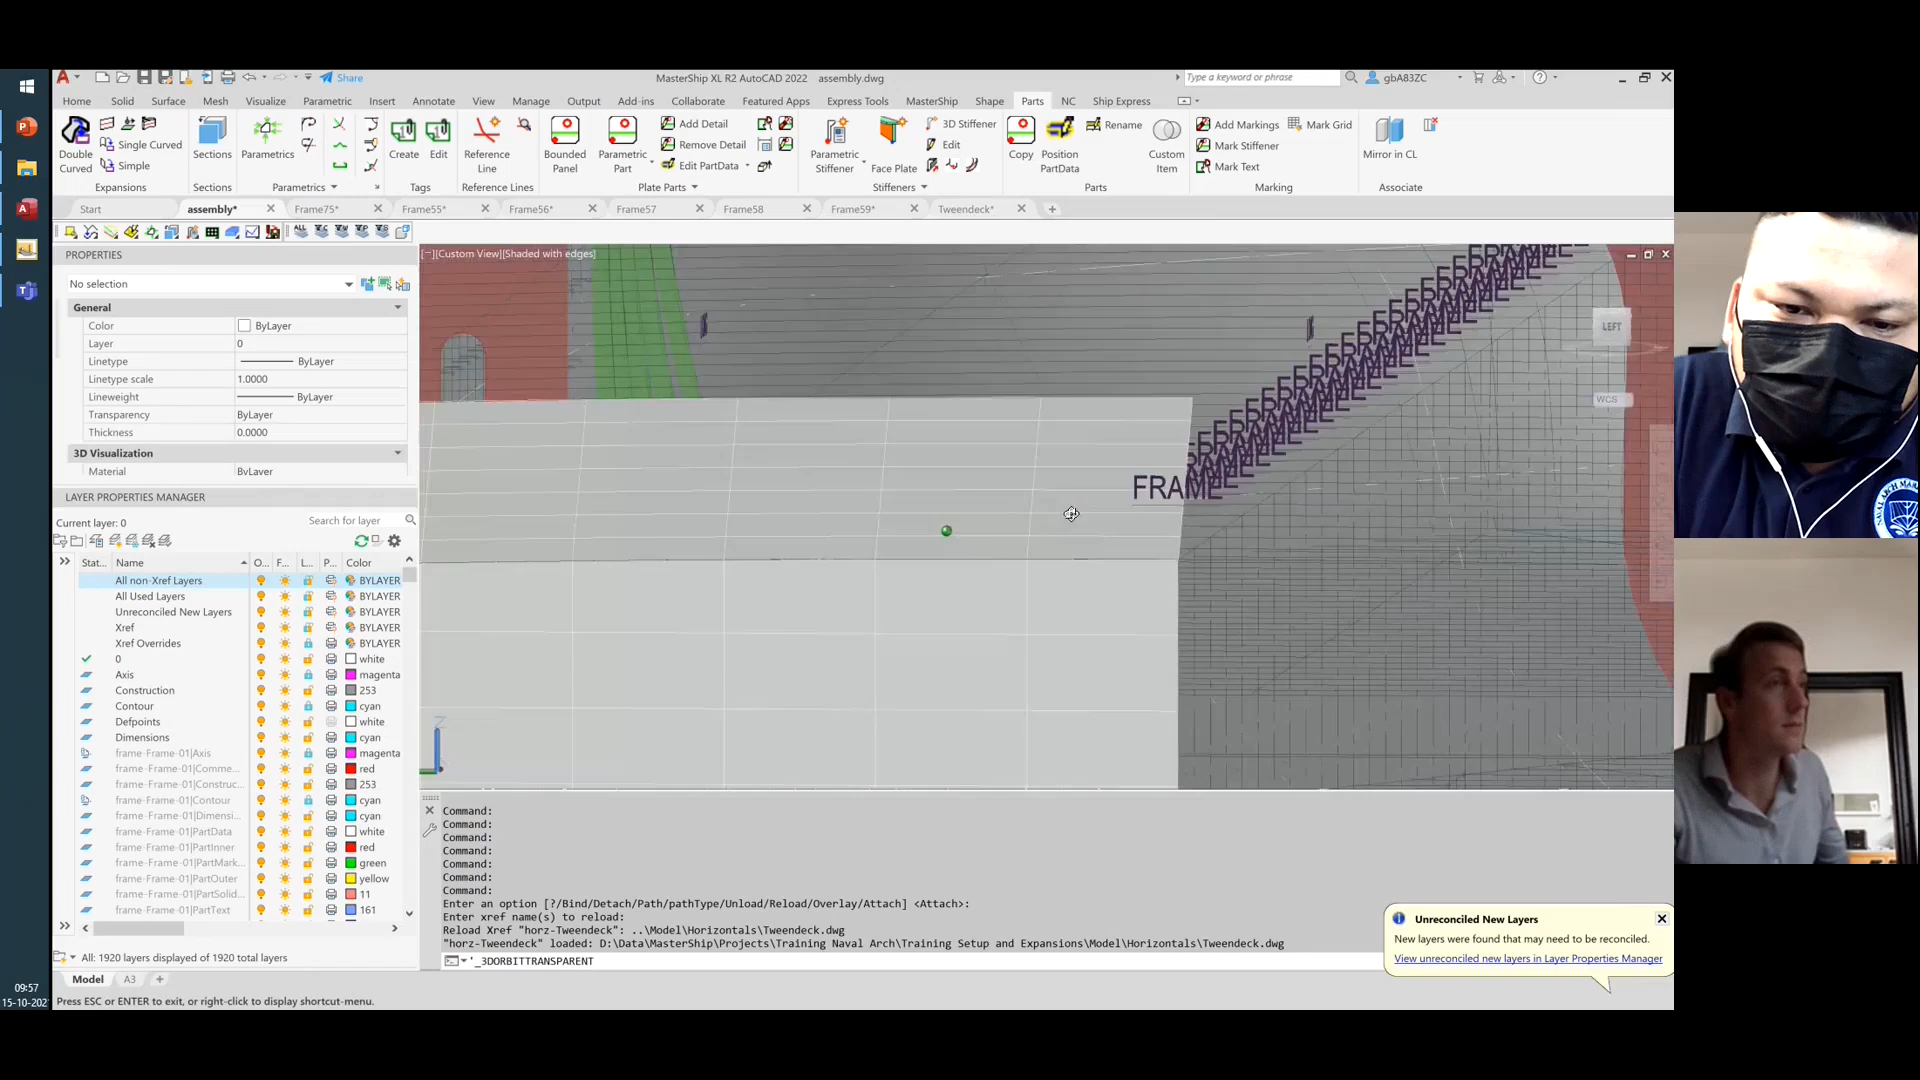 MasterShip XL R2 AutoCAD 2022 assembly.dwg
Share
Type a keyword or phrase
gbA83ZC
Home Solid Surface Mesh Visualize Parametric Insert Annotate View Manage Output Add-ins Collaborate Featured Apps Express Tools MasterShip Shape Parts NC Ship Express
Double Curved
Single Curved
Simple
Sections
Parametrics
Create
Edit
Reference Line
Bounded Panel
Parametric Part
Add Detail
Remove Detail
Edit PartData
Parametric Stiffener
Face Plate
3D Stiffener
Edit
Copy
Position PartData
Rename
Custom Item
Add Markings
Mark Grid
Mark Stiffener
Mark Text
Mirror in CL
Expansions Sections Parametrics Tags Reference Lines Plate Parts Stiffeners Parts Marking Associate
Start assembly* Frame75* Frame55* Frame56* Frame57 Frame58 Frame59* Tweendeck*
PROPERTIES
No selection
General
Color ByLayer
Layer 0
Linetype ByLayer
Linetype scale 1.0000
Lineweight ByLayer
Transparency ByLayer
Thickness 0.0000
3D Visualization
Material ByLayer
[−][Custom View][Shaded with edges]
LEFT
WCS
FRAME
Z
LAYER PROPERTIES MANAGER
Current layer: 0
Search for layer
Stat... Name O... F... L... P... Color
All non-Xref Layers BYLAYER
All Used Layers BYLAYER
Unreconciled New Layers BYLAYER
Xref BYLAYER
Xref Overrides BYLAYER
0 white
Axis magenta
Construction 253
Contour cyan
Defpoints white
Dimensions cyan
frame-Frame-01|Axis magenta
frame-Frame-01|Comme... red
frame-Frame-01|Construc... 253
frame-Frame-01|Contour cyan
frame-Frame-01|Dimensi... cyan
frame-Frame-01|PartData white
frame-Frame-01|PartInner red
frame-Frame-01|PartMark... green
frame-Frame-01|PartOuter yellow
frame-Frame-01|PartSolid... 11
frame-Frame-01|PartText 161
All: 1920 layers displayed of 1920 total layers
Command:
Command:
Command:
Command:
Command:
Command:
Command:
Enter an option [?/Bind/Detach/Path/pathType/Unload/Reload/Overlay/Attach] <Attach>:
Enter xref name(s) to reload:
Reload Xref "horz-Tweendeck": ..\Model\Horizontals\Tweendeck.dwg
"horz-Tweendeck" loaded: D:\Data\MasterShip\Projects\Training Naval Arch\Training Setup and Expansions\Model\Horizontals\Tweendeck.dwg
'_3DORBITTRANSPARENT
Unreconciled New Layers
New layers were found that may need to be reconciled.
View unreconciled new layers in Layer Properties Manager
Model A3
Press ESC or ENTER to exit, or right-click to display shortcut-menu.
09:57
15-10-202